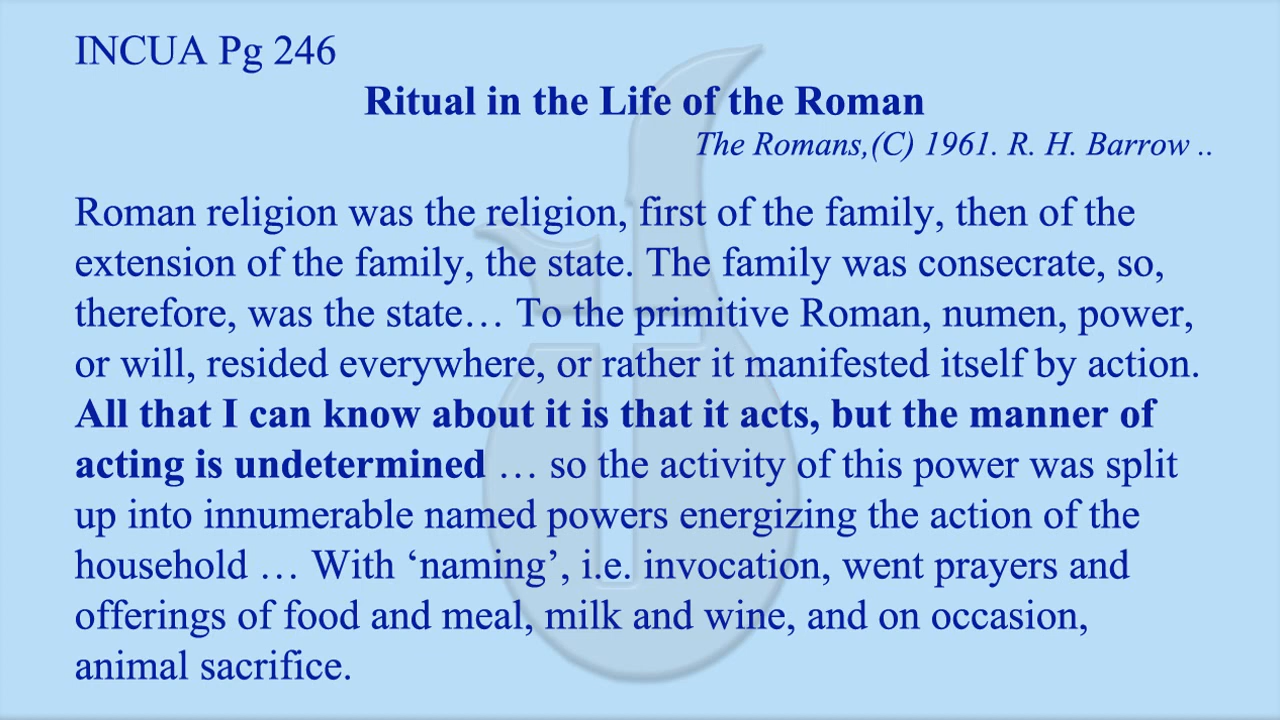 INCUA Pg 246
Ritual in the Life of the Roman
The Romans,(C) 1961. R. H. Barrow ..
Roman religion was the religion, first of the family, then of the
extension of the family, the state. The family was consecrate, so,
therefore, was the state… To the primitive Roman, numen, power,
or will, resided everywhere, or rather it manifested itself by action.
All that I can know about it is that it acts, but the manner of
acting is undetermined … so the activity of this power was split
up into innumerable named powers energizing the action of the
household … With ‘naming’, i.e. invocation, went prayers and
offerings of food and meal, milk and wine, and on occasion,
animal sacrifice.